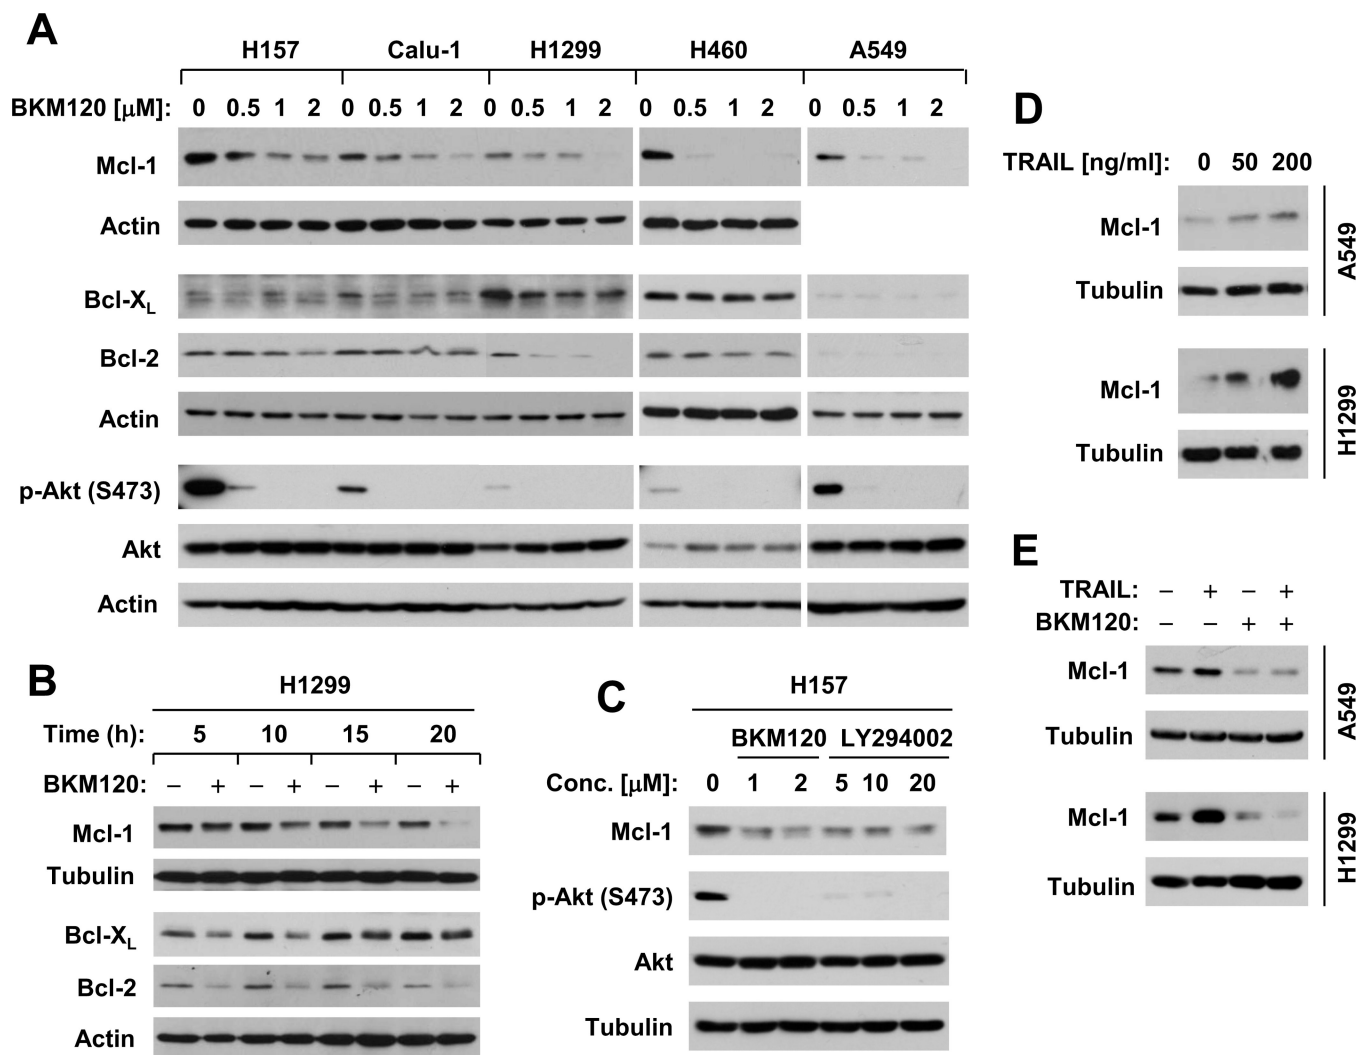 A
H157 Calu-1 H1299 H460 A549
BKM120 [μM]: 0 0.5 1 2 0 0.5 1 2 0 0.5 1 2 0 0.5 1 2 0 0.5 1 2
Mcl-1
Actin
Bcl-XL
Bcl-2
Actin
p-Akt (S473)
Akt
Actin
B
H1299
Time (h): 5 10 15 20
BKM120: – + – + – + – +
Mcl-1
Tubulin
Bcl-XL
Bcl-2
Actin
C
H157
BKM120 LY294002
Conc. [μM]: 0 1 2 5 10 20
Mcl-1
p-Akt (S473)
Akt
Tubulin
D
TRAIL [ng/ml]: 0 50 200
Mcl-1
Tubulin
A549
Mcl-1
Tubulin
H1299
E
TRAIL: – + – +
BKM120: – – + +
Mcl-1
Tubulin
A549
Mcl-1
Tubulin
H1299